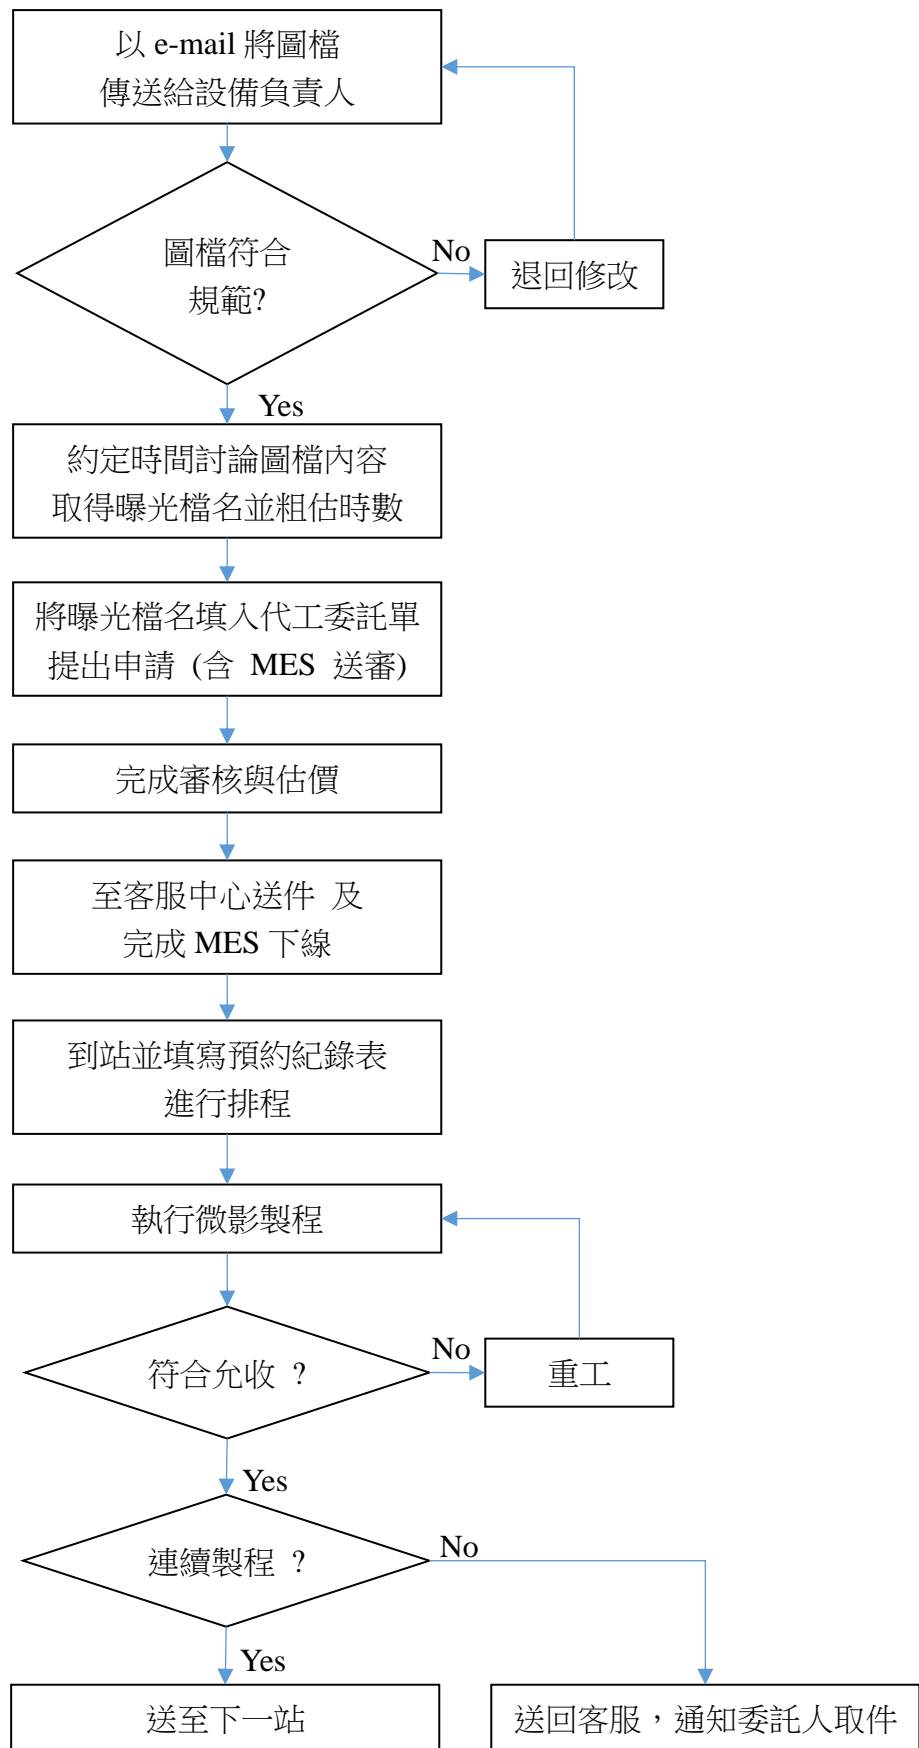 以 e-mail 將圖檔
傳送給設備負責人
圖檔符合
規範?
No
退回修改
Yes
約定時間討論圖檔內容
取得曝光檔名並粗估時數
將曝光檔名填入代工委託單
提出申請 (含 MES 送審)
完成審核與估價
至客服中心送件 及
完成 MES 下線
到站並填寫預約紀錄表
進行排程
執行微影製程
符合允收 ?
No
重工
Yes
連續製程 ?
No
Yes
送至下一站
送回客服，通知委託人取件